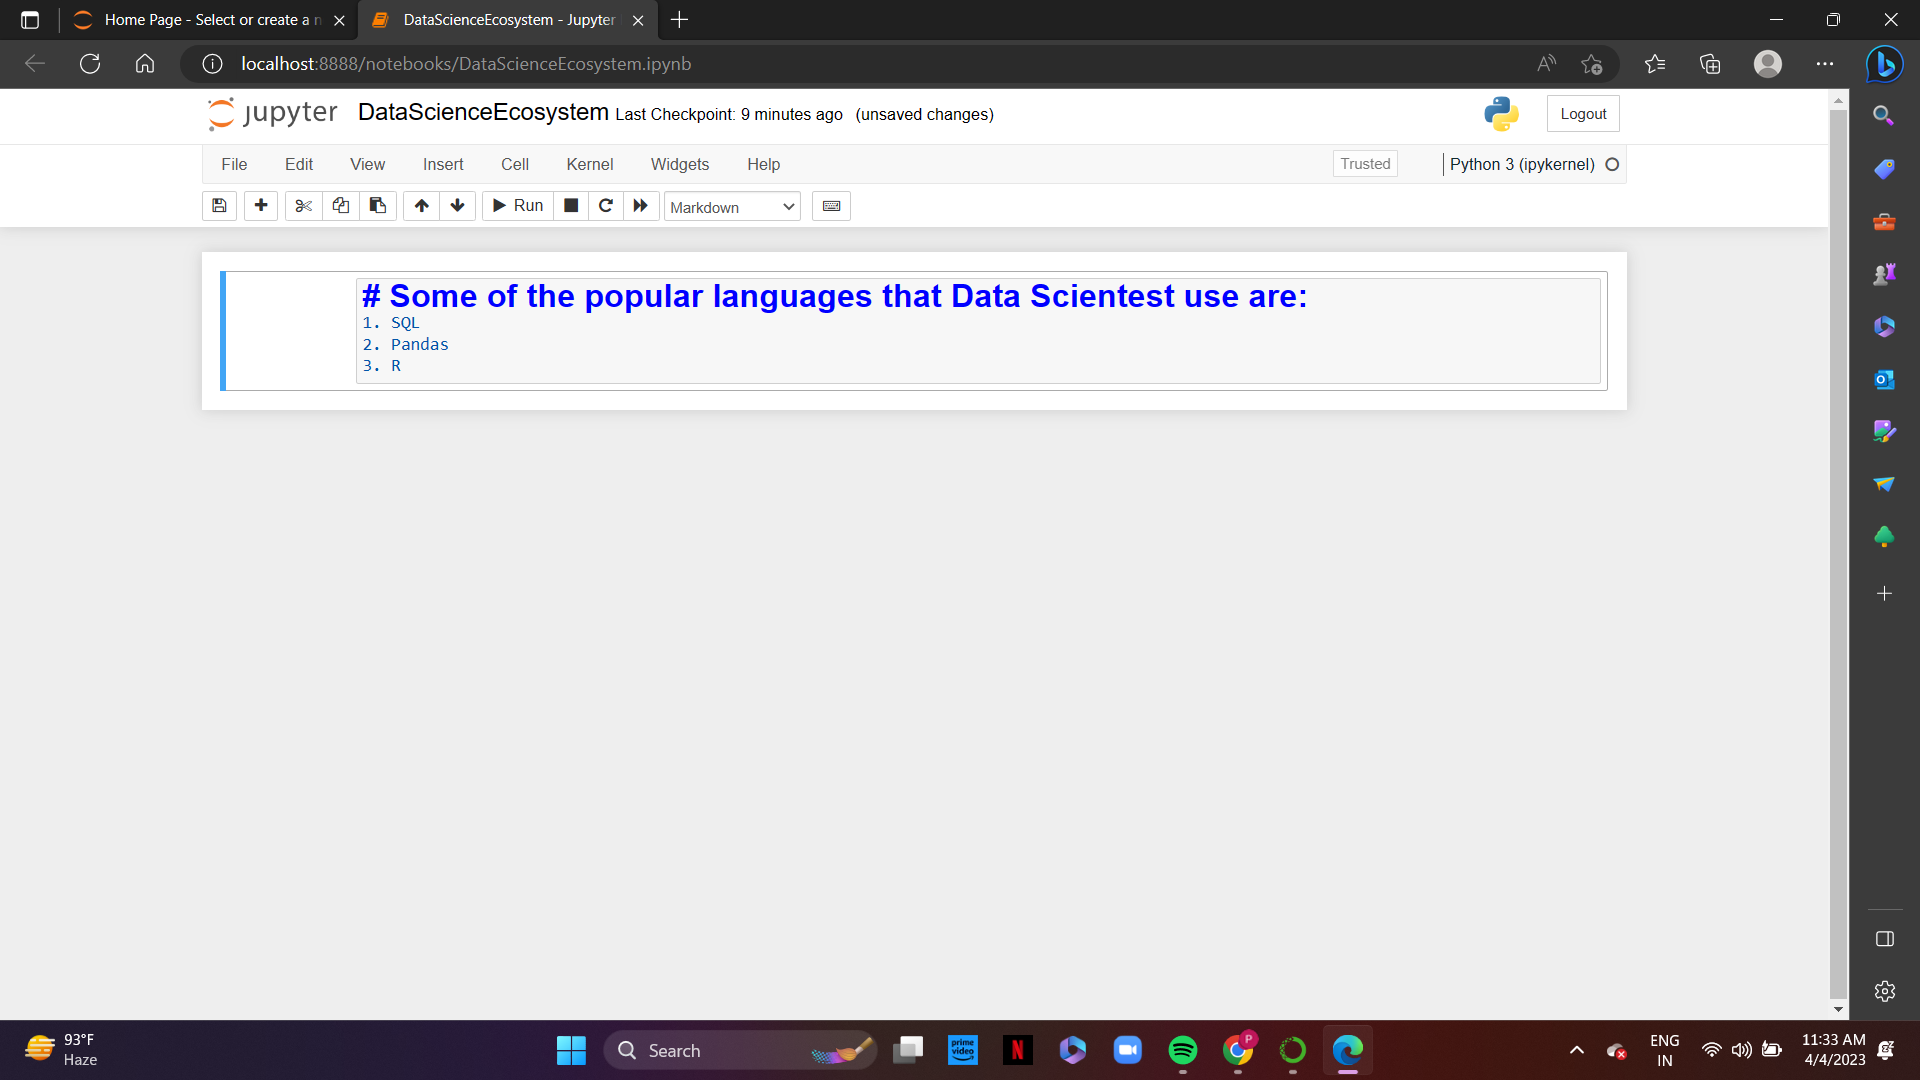 Home Page - Select or create a n
DataScienceEcosystem - Jupyter
localhost:8888/notebooks/DataScienceEcosystem.ipynb
jupyter DataScienceEcosystem Last Checkpoint: 9 minutes ago (unsaved changes)
Logout
File Edit View Insert Cell Kernel Widgets Help
Trusted
Python 3 (ipykernel)
Run
Markdown
# Some of the popular languages that Data Scientest use are:
1. SQL
2. Pandas
3. R
93°F
Haze
Search
prime video
N
P
ENG
IN
11:33 AM
4/4/2023